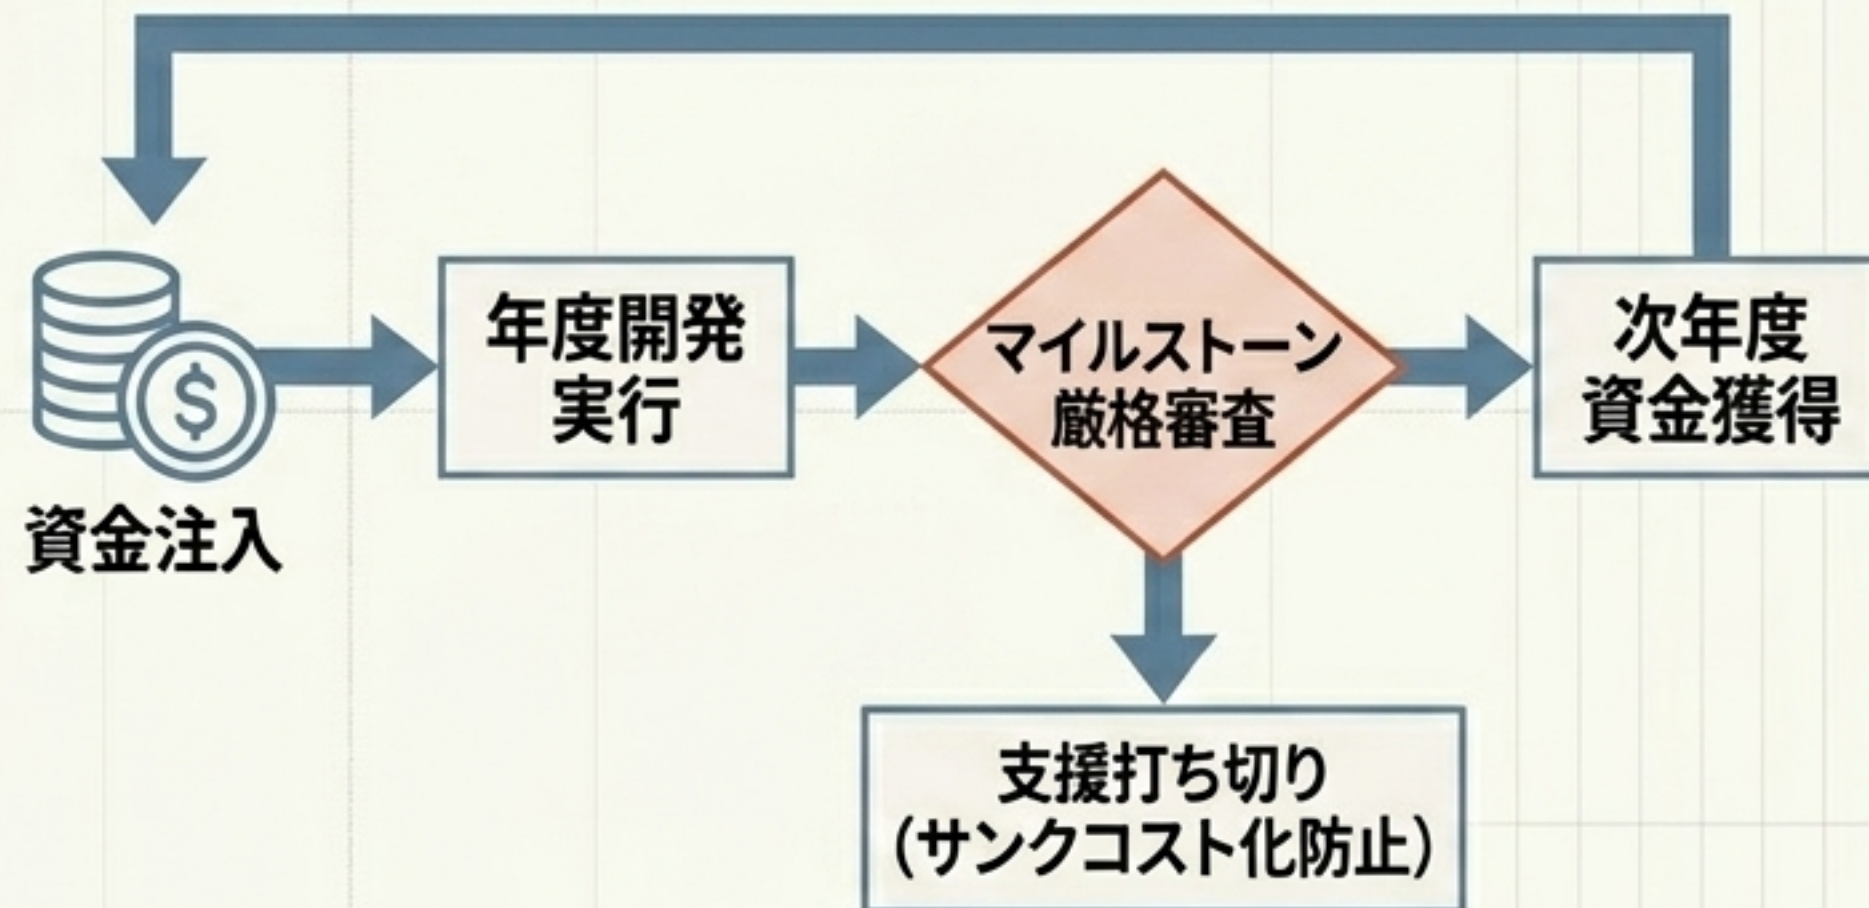 $
資金注入
年度開発
実行
マイルストーン
厳格審査
次年度
資金獲得
支援打ち切り
（サンクコスト化防止）